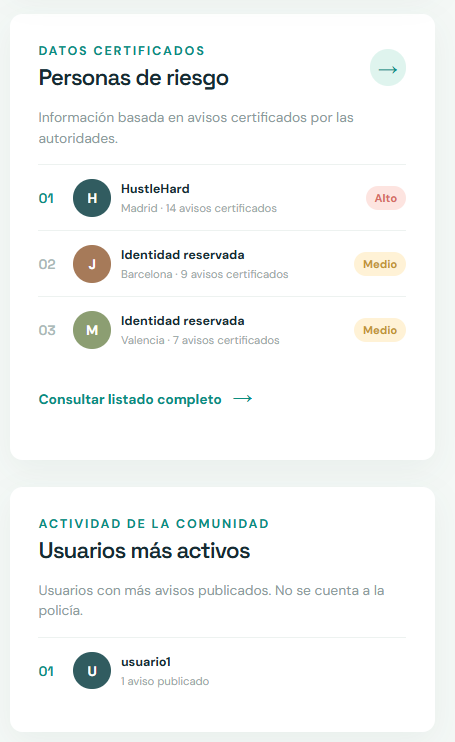 DATOS CERTIFICADOS
Personas de riesgo
→
Información basada en avisos certificados por las
autoridades.
01 H HustleHard Alto
Madrid · 14 avisos certificados
02 J Identidad reservada Medio
Barcelona · 9 avisos certificados
03 M Identidad reservada Medio
Valencia · 7 avisos certificados
Consultar listado completo →
ACTIVIDAD DE LA COMUNIDAD
Usuarios más activos
Usuarios con más avisos publicados. No se cuenta a la
policía.
01 U usuario1
1 aviso publicado